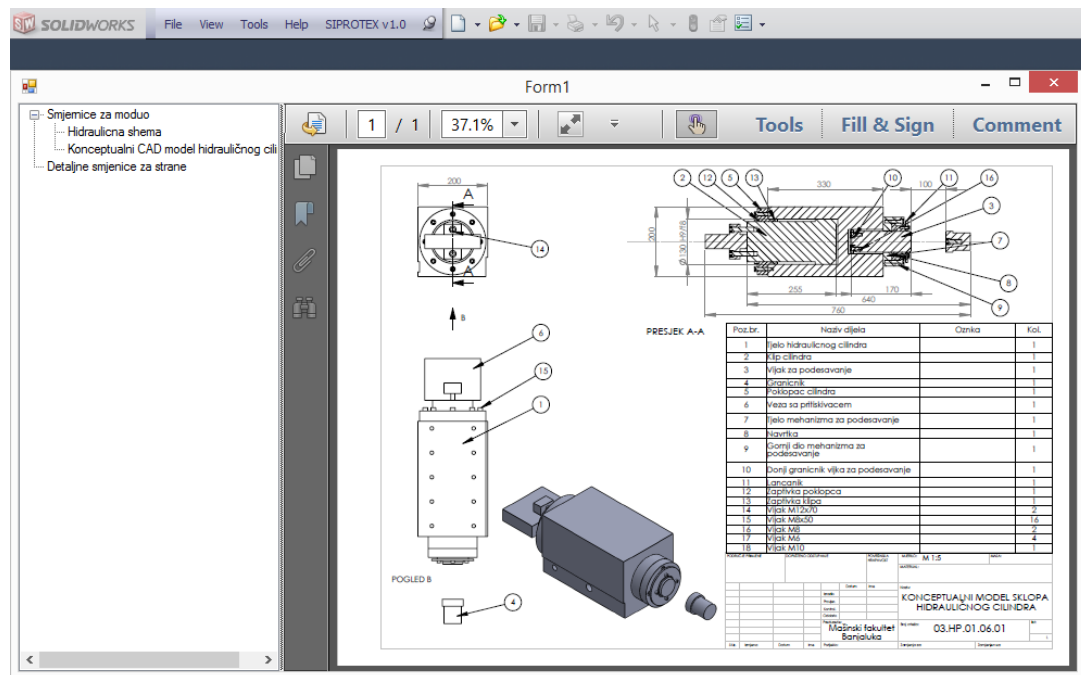 SOLIDWORKS File View Tools Help SIPROTEX v1.0
Form1
Smjernice za moduo
Hidraulicna shema
Konceptualni CAD model hidrauličnog cili
Detaljne smjernice za strane
1 / 1 37.1% Tools Fill & Sign Comment
200
A
A
14
B
6
15
1
POGLED B
4
2 12 5 13 10 11 16
330 100
3
200
Ø130 H9/f8
7
8
9
255 170
640
760
PRESJEK A-A
Poz.br. Naziv dijela Oznka Kol.
1 Tjelo hidraulicnog cilindra 1
2 Klip cilindra 1
3 Vijak za podesavanje 1
4 Granicnik 1
5 Poklopac cilindra 1
6 Veza sa pritiskivacem 1
7 Tjelo mehanizma za podesavanje 1
8 Navrtka 1
9 Gornji dio mehanizma za podesavanje 1
10 Donji granicnik vijka za podesavanje 1
11 Lancanik 1
12 Zaptivka poklopca 1
13 Zaptivka klipa 1
14 Vijak M12x70 2
15 Vijak M8x50 16
16 Vijak M8 2
17 Vijak M6 4
18 Vijak M10 1
M 1:5
KONCEPTUALNI MODEL SKLOPA
HIDRAULIČNOG CILINDRA
Mašinski fakultet
Banjaluka
03.HP.01.06.01